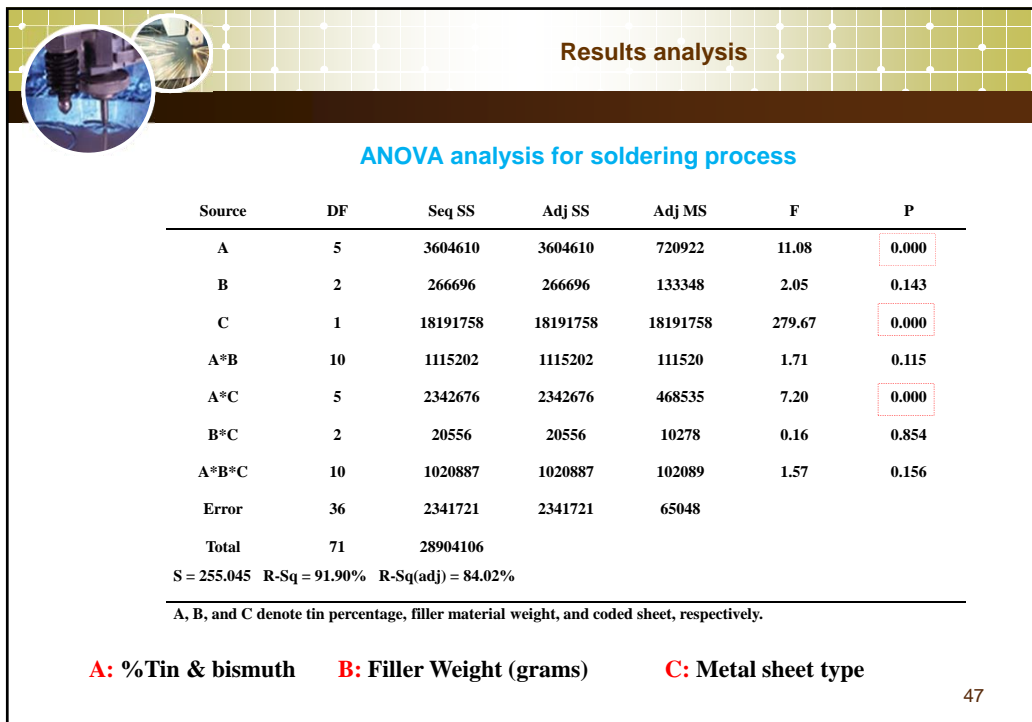 Results analysis
ANOVA analysis for soldering process
Source DF Seq SS Adj SS Adj MS F P
A 5 3604610 3604610 720922 11.08 0.000
B 2 266696 266696 133348 2.05 0.143
C 1 18191758 18191758 18191758 279.67 0.000
A*B 10 1115202 1115202 111520 1.71 0.115
A*C 5 2342676 2342676 468535 7.20 0.000
B*C 2 20556 20556 10278 0.16 0.854
A*B*C 10 1020887 1020887 102089 1.57 0.156
Error 36 2341721 2341721 65048
Total 71 28904106
S = 255.045 R-Sq = 91.90% R-Sq(adj) = 84.02%
A, B, and C denote tin percentage, filler material weight, and coded sheet, respectively.
A: %Tin & bismuth B: Filler Weight (grams) C: Metal sheet type
47